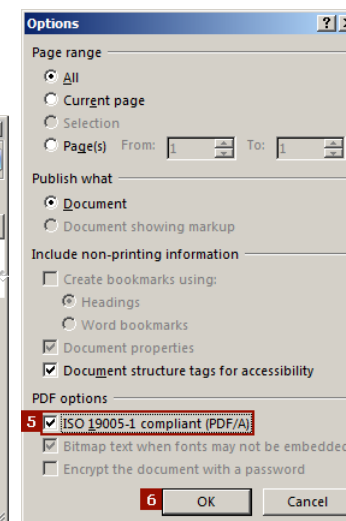 Options
Page range
All
Current page
Selection
Page(s) From: 1 To: 1
Publish what
Document
Document showing markup
Include non-printing information
Create bookmarks using:
Headings
Word bookmarks
Document properties
Document structure tags for accessibility
PDF options
5 ISO 19005-1 compliant (PDF/A)
Bitmap text when fonts may not be embedded
Encrypt the document with a password
6 OK Cancel